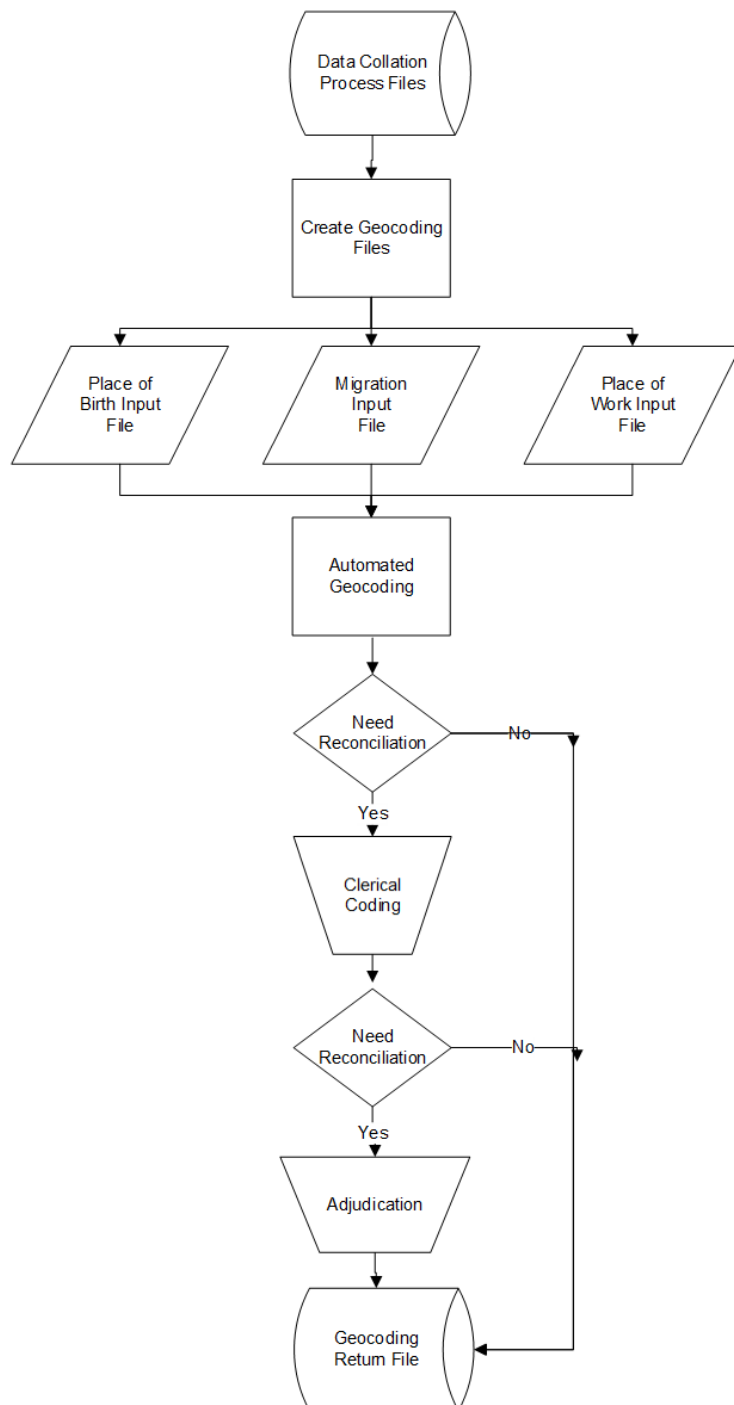 Data Collation
Process Files
Create Geocoding
Files
Place of
Birth Input
File
Migration
Input
File
Place of
Work Input
File
Automated
Geocoding
Need
Reconciliation
No
Yes
Clerical
Coding
Need
Reconciliation
No
Yes
Adjudication
Geocoding
Return File